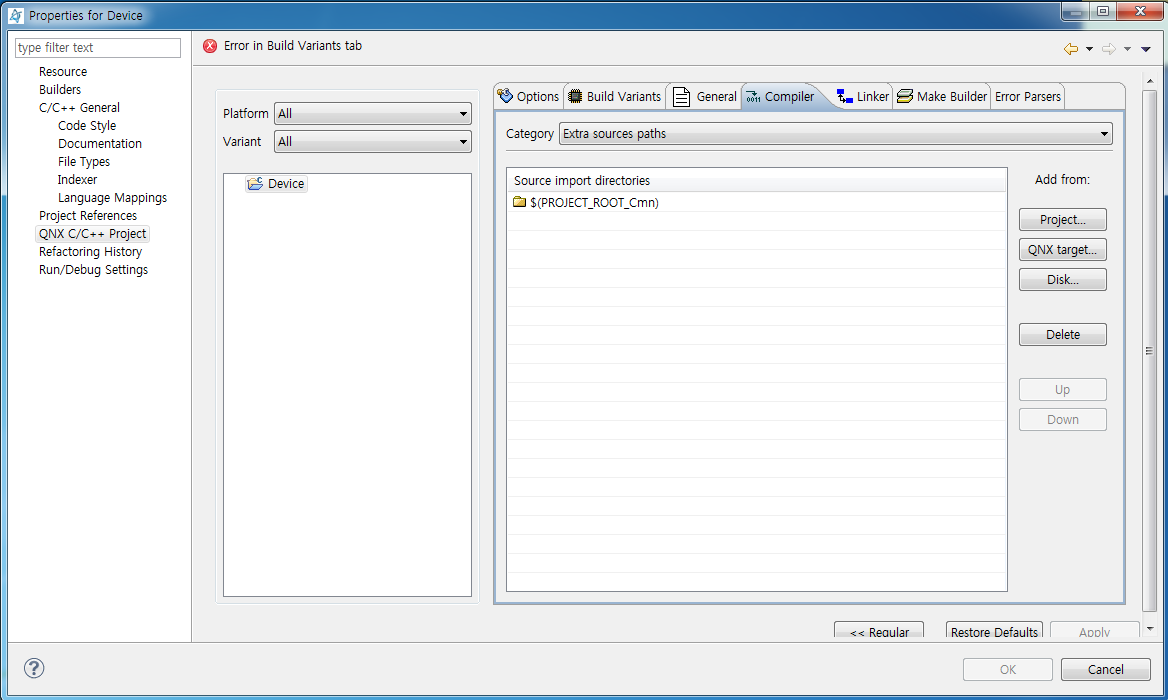 Properties for Device
type filter text
Resource
Builders
C/C++ General
Code Style
Documentation
File Types
Indexer
Language Mappings
Project References
QNX C/C++ Project
Refactoring History
Run/Debug Settings
Error in Build Variants tab
Platform All
Variant All
Device
Options Build Variants General Compiler Linker Make Builder Error Parsers
Category Extra sources paths
Source import directories
$(PROJECT_ROOT_Cmn)
Add from:
Project...
QNX target...
Disk...
Delete
Up
Down
<< Regular Restore Defaults Apply
OK Cancel